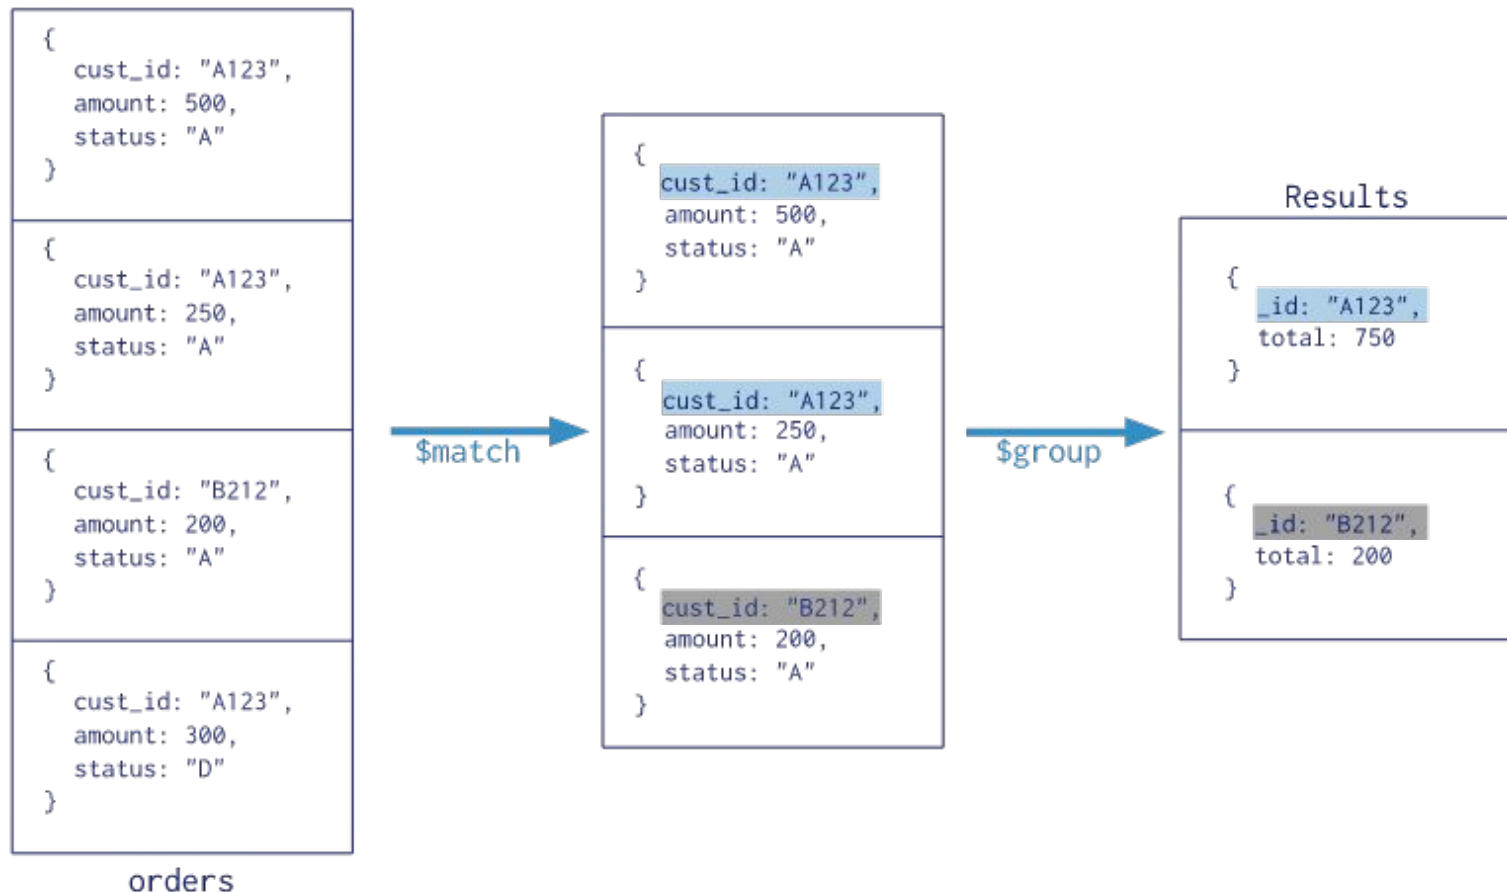 {
cust_id: "A123",
amount: 500,
status: "A"
}
{
cust_id: "A123",
amount: 250,
status: "A"
}
{
cust_id: "B212",
amount: 200,
status: "A"
}
{
cust_id: "A123",
amount: 300,
status: "D"
}
orders
$match
{
cust_id: "A123",
amount: 500,
status: "A"
}
{
cust_id: "A123",
amount: 250,
status: "A"
}
{
cust_id: "B212",
amount: 200,
status: "A"
}
$group
Results
{
_id: "A123",
total: 750
}
{
_id: "B212",
total: 200
}